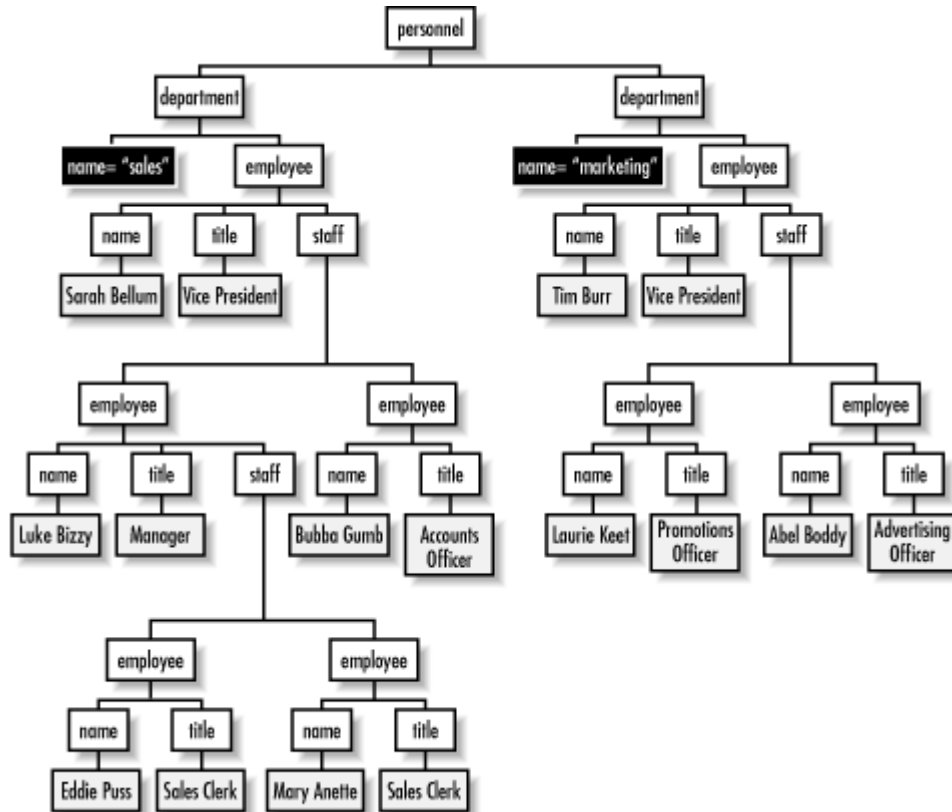 personnel
department
department
name= "sales"
employee
name= "marketing"
employee
name
title
staff
name
title
staff
Sarah Bellum
Vice President
Tim Burr
Vice President
employee
employee
employee
employee
name
title
staff
name
title
name
title
name
title
Luke Bizzy
Manager
Bubba Gumb
Accounts
Officer
Laurie Keet
Promotions
Officer
Abel Boddy
Advertising
Officer
employee
employee
name
title
name
title
Eddie Puss
Sales Clerk
Mary Anette
Sales Clerk